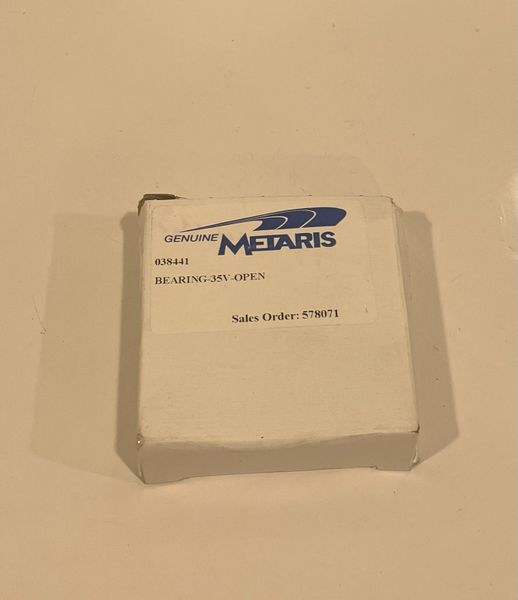 GENUINE METARIS
038441
BEARING-35V-OPEN
Sales Order: 578071